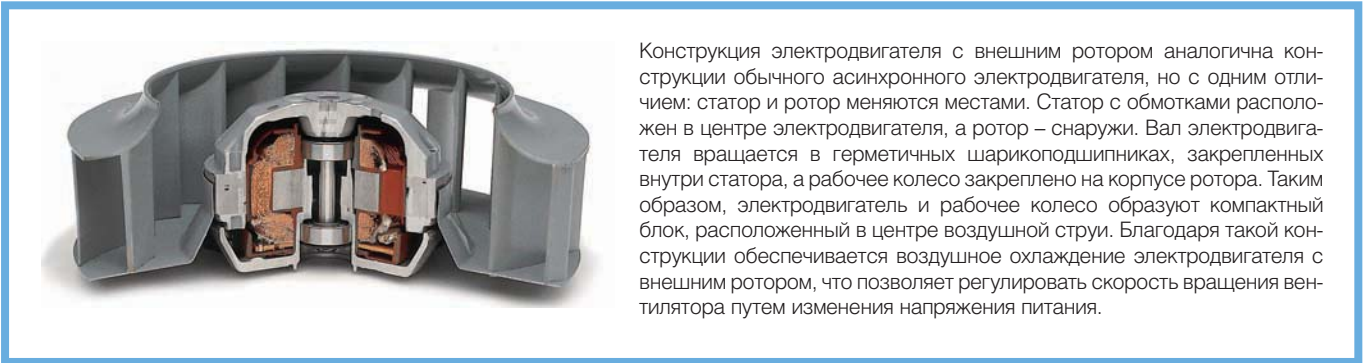 Конструкция электродвигателя с внешним ротором аналогична кон-
струкции обычного асинхронного электродвигателя, но с одним отли-
чием: статор и ротор меняются местами. Статор с обмотками располо-
жен в центре электродвигателя, а ротор – снаружи. Вал электродвига-
теля вращается в герметичных шарикоподшипниках, закрепленных
внутри статора, а рабочее колесо закреплено на корпусе ротора. Таким
образом, электродвигатель и рабочее колесо образуют компактный
блок, расположенный в центре воздушной струи. Благодаря такой кон-
струкции обеспечивается воздушное охлаждение электродвигателя с
внешним ротором, что позволяет регулировать скорость вращения вен-
тилятора путем изменения напряжения питания.